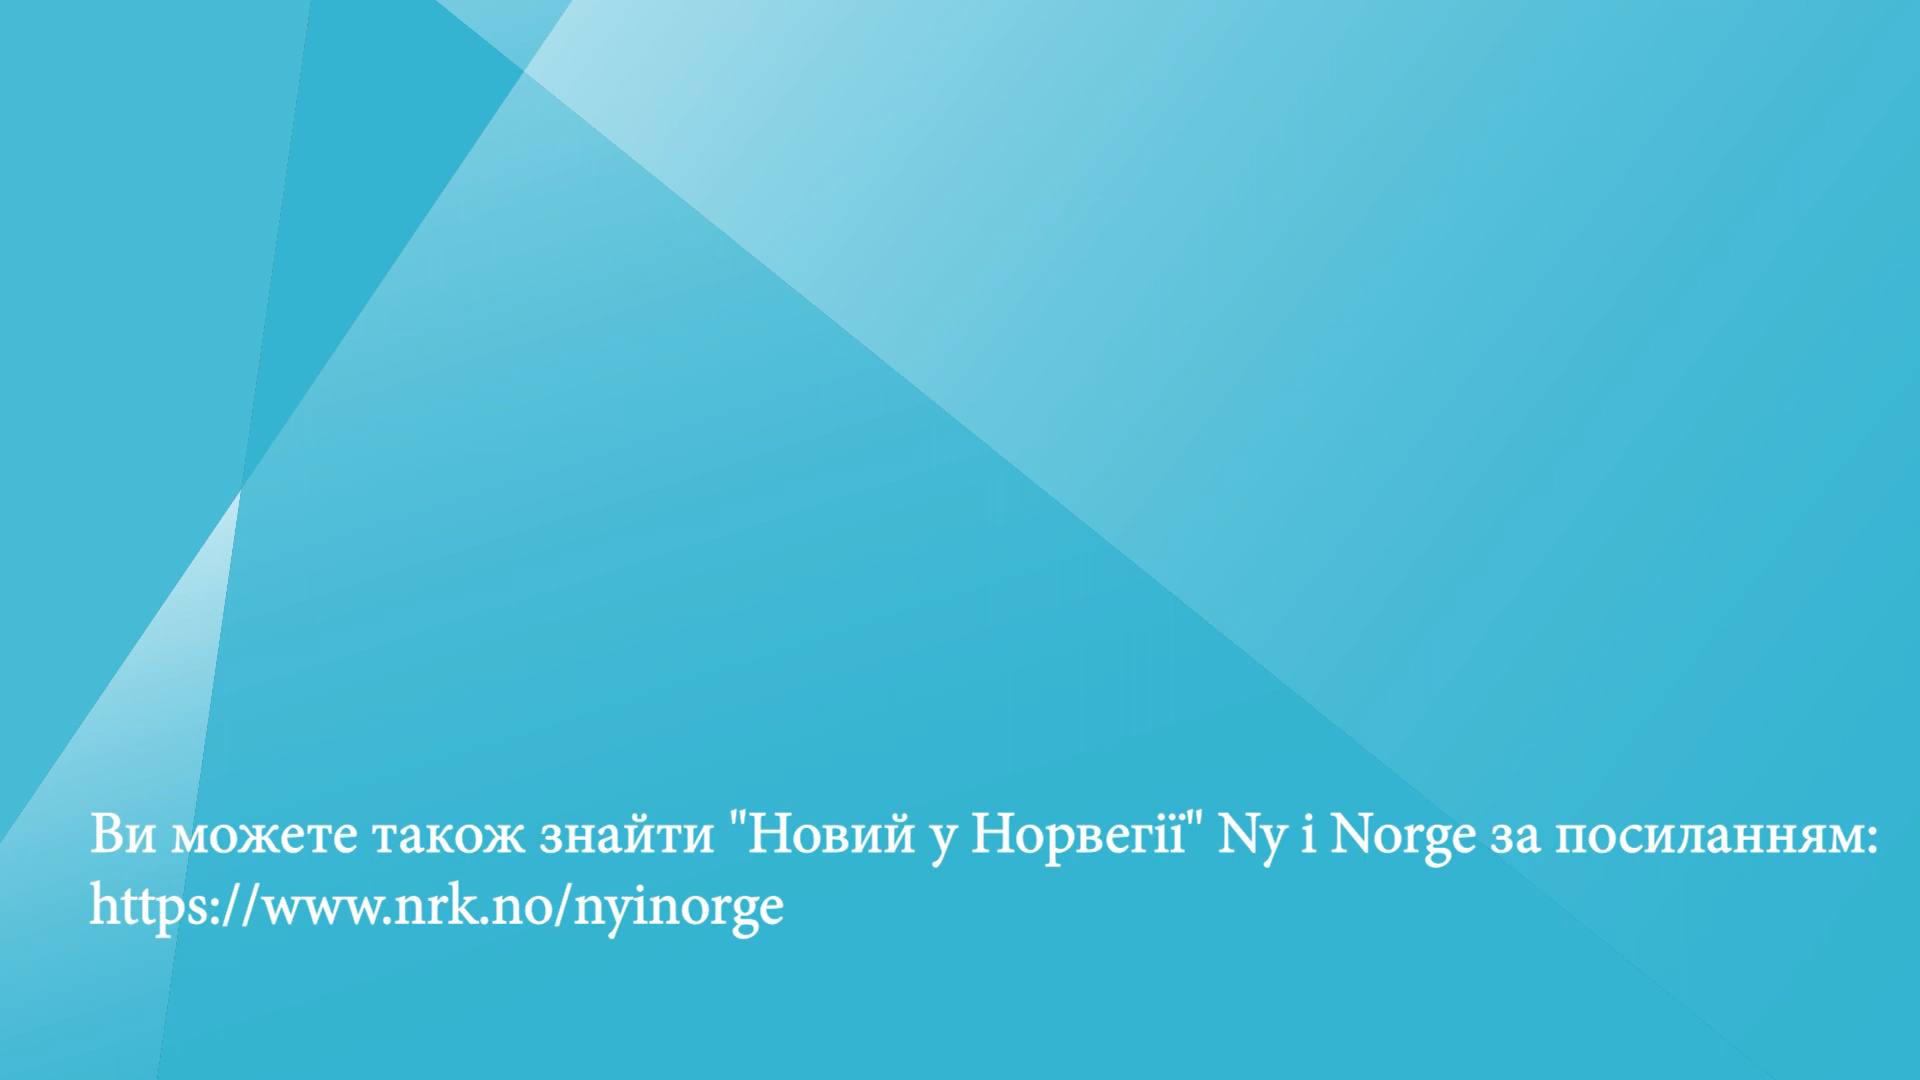 Ви можете також знайти "Новий у Норвегії" Ny i Norge за посиланням:
https://www.nrk.no/nyinorge